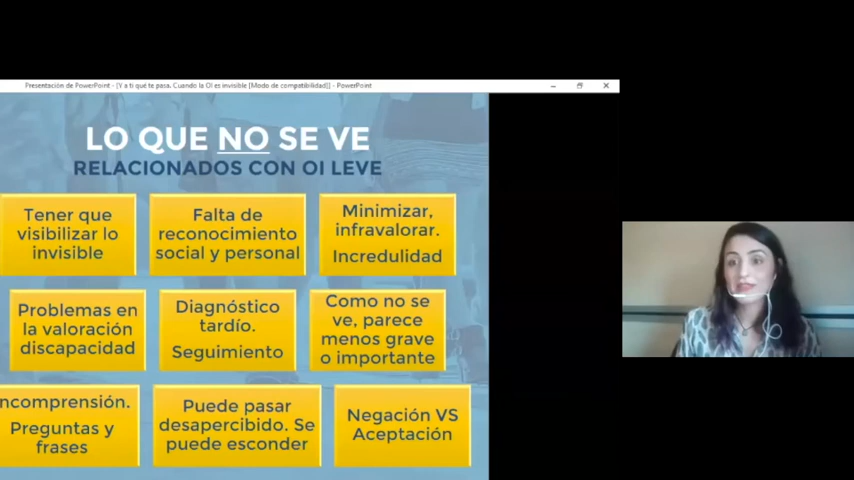 Presentación de PowerPoint - [Y a ti qué te pasa. Cuando la OI es invisible [Modo de compatibilidad]] - PowerPoint
LO QUE NO SE VE
RELACIONADOS CON OI LEVE
Tener que
visibilizar lo
invisible
Falta de
reconocimiento
social y personal
Minimizar,
infravalorar.
Incredulidad
Problemas en
la valoración
discapacidad
Diagnóstico
tardío.
Seguimiento
Como no se
ve, parece
menos grave
o importante
ncomprensión.
Preguntas y
frases
Puede pasar
desapercibido. Se
puede esconder
Negación VS
Aceptación